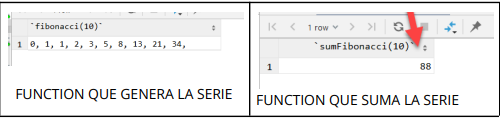 `fibonacci(10)`
1 0, 1, 1, 2, 3, 5, 8, 13, 21, 34,
FUNCTION QUE GENERA LA SERIE
1 row
`sumFibonacci(10)`
1 88
FUNCTION QUE SUMA LA SERIE